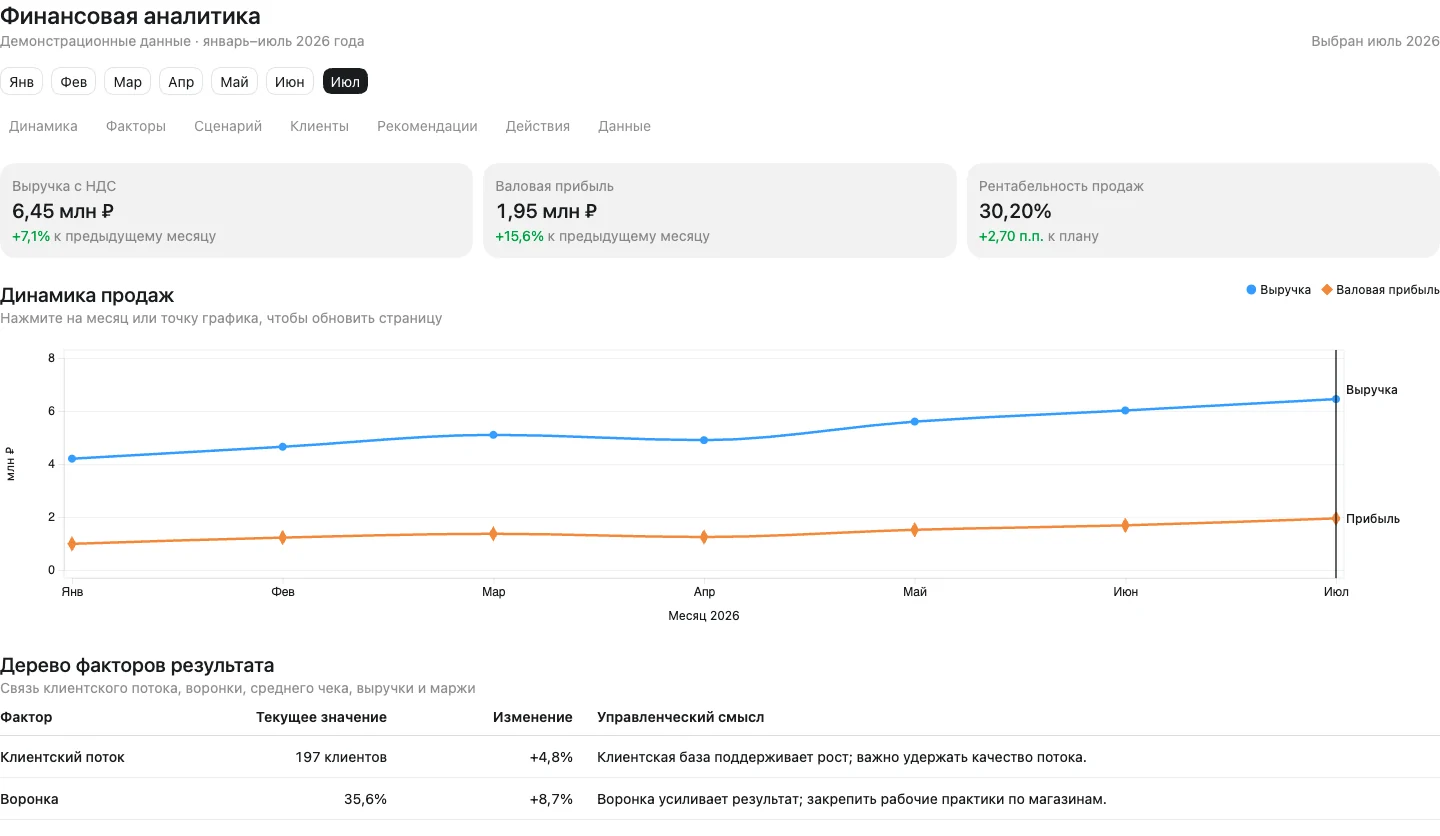 Финансовая аналитика
Демонстрационные данные · январь–июль 2026 года
Выбран июль 2026
Янв Фев Мар Апр Май Июн Июл
Динамика Факторы Сценарий Клиенты Рекомендации Действия Данные
Выручка с НДС
6,45 млн ₽
+7,1% к предыдущему месяцу
Валовая прибыль
1,95 млн ₽
+15,6% к предыдущему месяцу
Рентабельность продаж
30,20%
+2,70 п.п. к плану
Динамика продаж
Нажмите на месяц или точку графика, чтобы обновить страницу
Выручка Валовая прибыль
8
6
4
2
0
млн ₽
Выручка
Прибыль
Янв Фев Мар Апр Май Июн Июл
Месяц 2026
Дерево факторов результата
Связь клиентского потока, воронки, среднего чека, выручки и маржи
Фактор Текущее значение Изменение Управленческий смысл
Клиентский поток 197 клиентов +4,8% Клиентская база поддерживает рост; важно удержать качество потока.
Воронка 35,6% +8,7% Воронка усиливает результат; закрепить рабочие практики по магазинам.